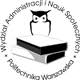 Wydział Administracji i Nauk Społecznych
Politechnika Warszawska